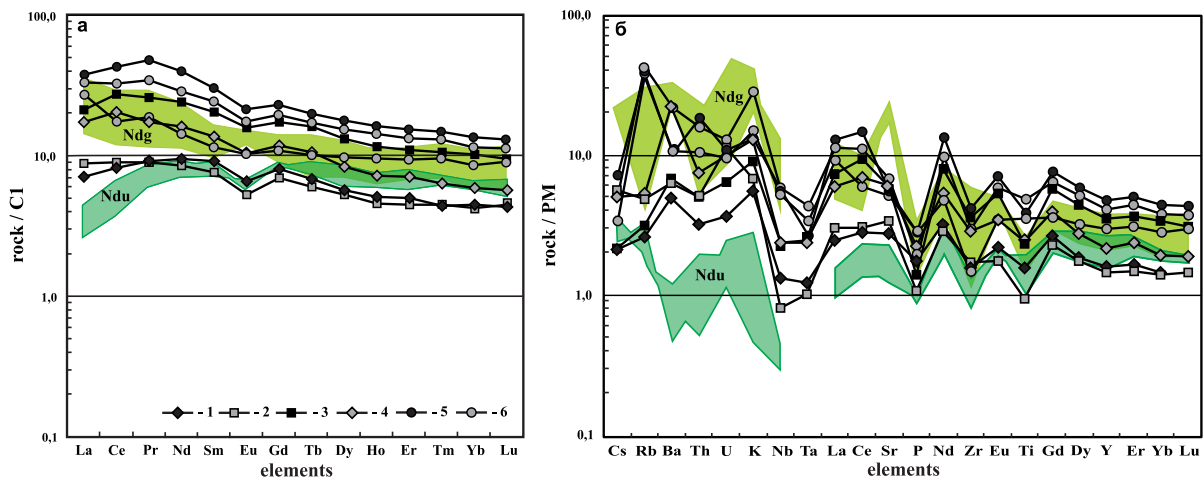 а
100,0
10,0
1,0
0,1
rock / C1
Ndg
Ndu
- 1 - 2 - 3 - 4 - 5 - 6
La Ce Pr Nd Sm Eu Gd Tb Dy Ho Er Tm Yb Lu
elements
б
100,0
10,0
1,0
0,1
rock / PM
Ndg
Ndu
Cs Rb Ba Th U K Nb Ta La Ce Sr P Nd Zr Eu Ti Gd Dy Y Er Yb Lu
elements